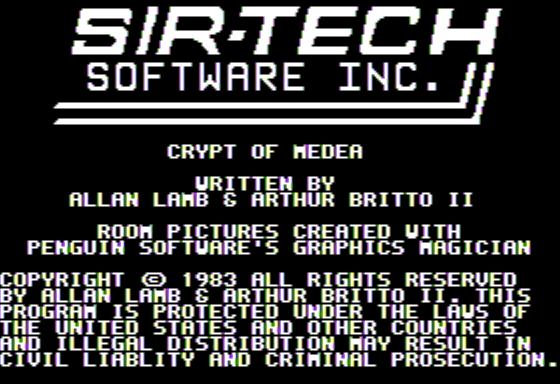 SIR-TECH
SOFTWARE INC.
CRYPT OF MEDEA
WRITTEN BY
ALLAN LAMB & ARTHUR BRITTO II
ROOM PICTURES CREATED WITH
PENGUIN SOFTWARE'S GRAPHICS MAGICIAN
COPYRIGHT © 1983 ALL RIGHTS RESERVED
BY ALLAN LAMB & ARTHUR BRITTO II. THIS
PROGRAM IS PROTECTED UNDER THE LAWS OF
THE UNITED STATES AND OTHER COUNTRIES
AND ILLEGAL DISTRIBUTION MAY RESULT IN
CIVIL LIABLITY AND CRIMINAL PROSECUTION.